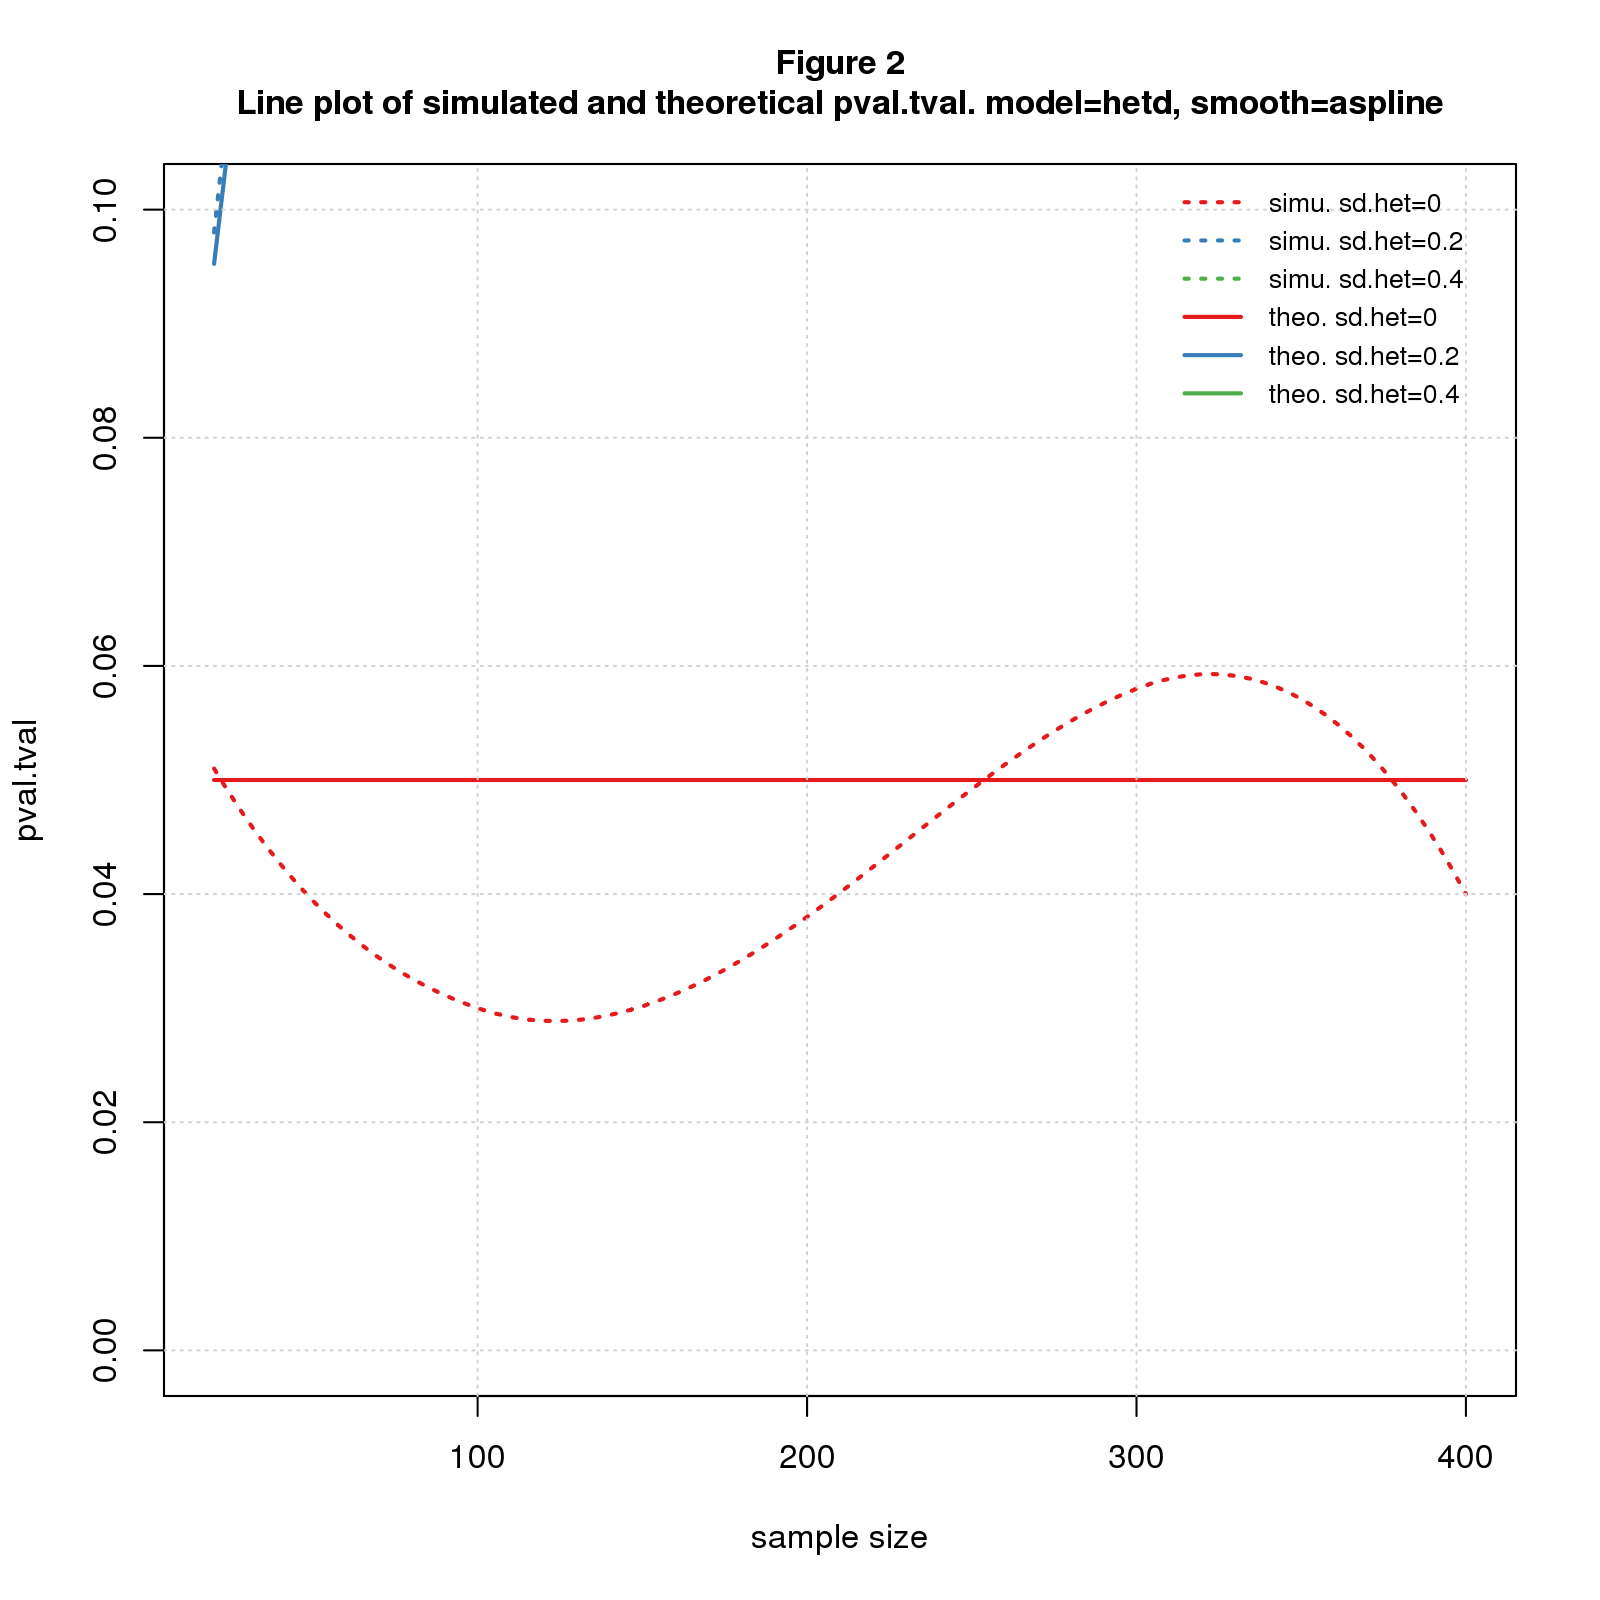 Figure 2
Line plot of simulated and theoretical pval.tval. model=hetd, smooth=aspline
0.10
0.08
0.06
0.04
0.02
0.00
pval.tval
simu. sd.het=0
simu. sd.het=0.2
simu. sd.het=0.4
theo. sd.het=0
theo. sd.het=0.2
theo. sd.het=0.4
100 200 300 400
sample size